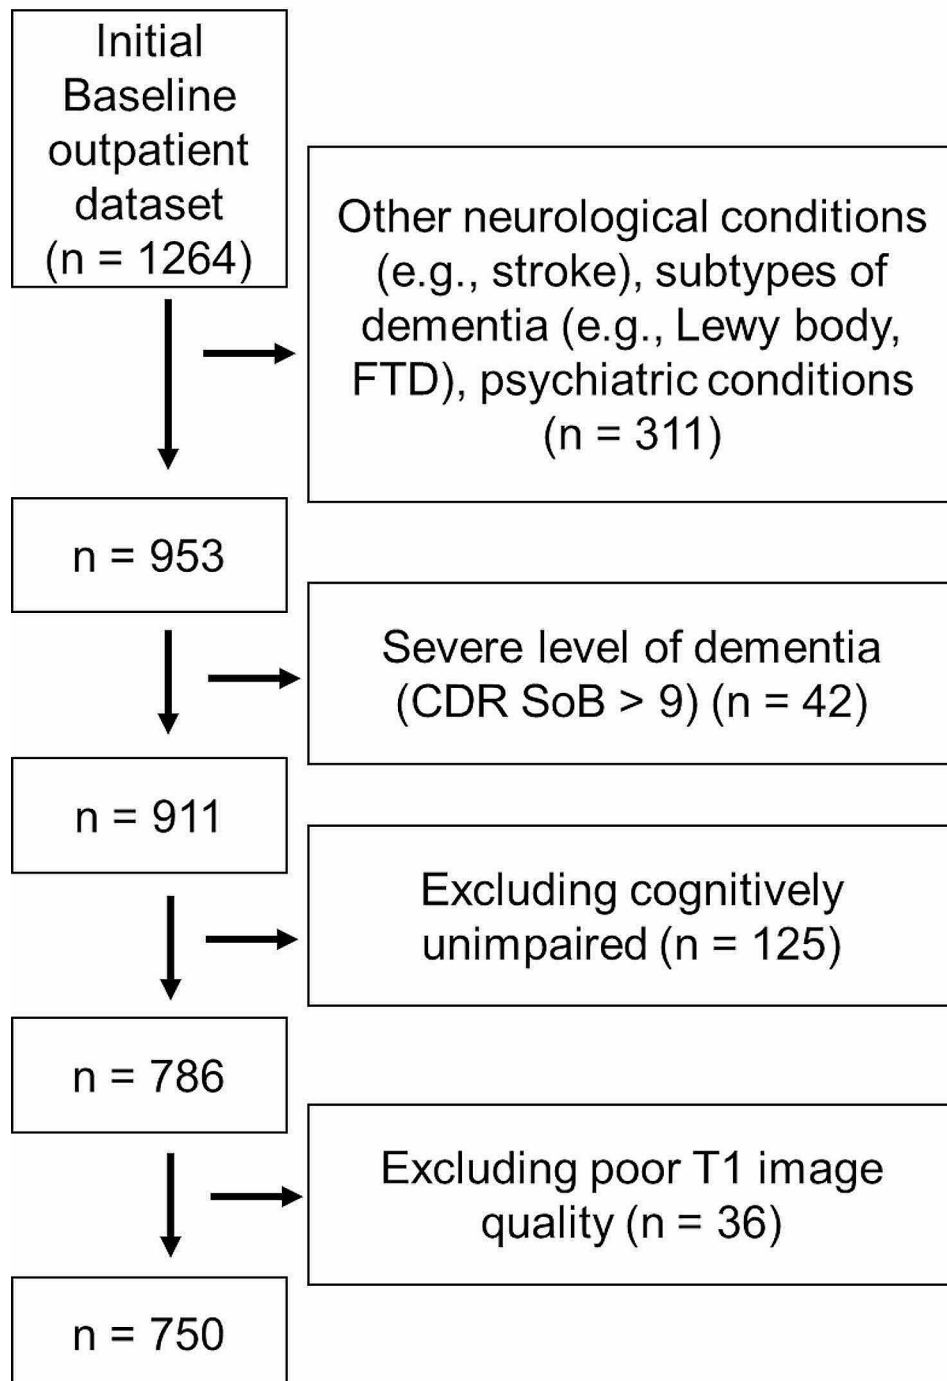 Initial
Baseline
outpatient
dataset
(n = 1264)
Other neurological conditions
(e.g., stroke), subtypes of
dementia (e.g., Lewy body,
FTD), psychiatric conditions
(n = 311)
n = 953
Severe level of dementia
(CDR SoB > 9) (n = 42)
n = 911
Excluding cognitively
unimpaired (n = 125)
n = 786
Excluding poor T1 image
quality (n = 36)
n = 750